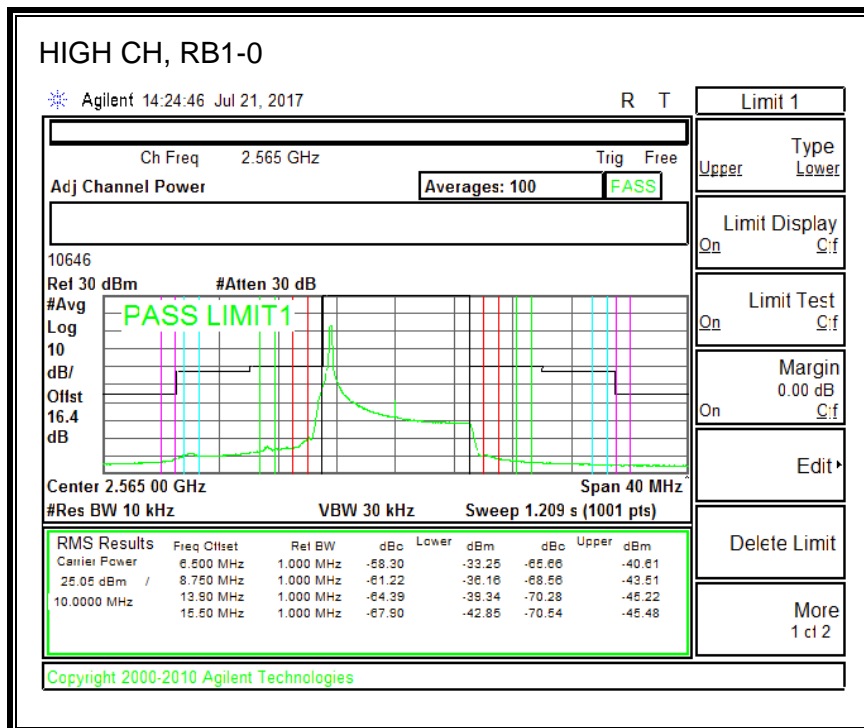 HIGH CH, RB1-0
Agilent 14:24:46 Jul 21, 2017 R T
Ch Freq 2.565 GHz Trig Free
Adj Channel Power Averages: 100 PASS
10646
Ref 30 dBm #Atten 30 dB
#Avg
Log
10
dB/
Offst
16.4
dB
PASS LIMIT1
Center 2.565 00 GHz Span 40 MHz
#Res BW 10 kHz VBW 30 kHz Sweep 1.209 s (1001 pts)
RMS Results Freq Offset Ref BW dBc Lower dBm dBc Upper dBm
Carrier Power 6.500 MHz 1.000 MHz -58.30 -33.25 -65.66 -40.61
25.05 dBm / 8.750 MHz 1.000 MHz -61.22 -36.16 -68.56 -43.51
10.0000 MHz 13.90 MHz 1.000 MHz -64.39 -39.34 -70.28 -45.22
15.50 MHz 1.000 MHz -67.90 -42.85 -70.54 -45.48
Copyright 2000-2010 Agilent Technologies
Limit 1
Type
Upper Lower
Limit Display
On Off
Limit Test
On Off
Margin
0.00 dB
On Off
Edit
Delete Limit
More
1 of 2